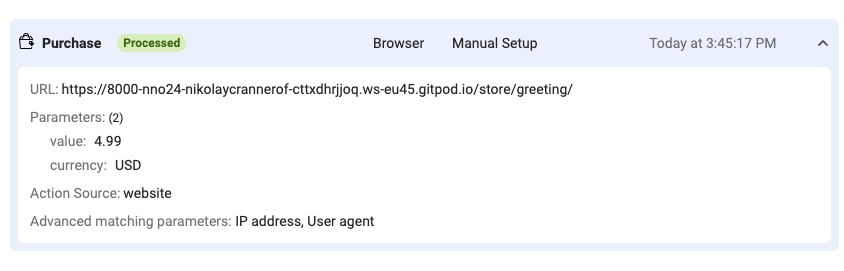 Purchase Processed Browser Manual Setup Today at 3:45:17 PM
URL: https://8000-nno24-nikolaycrannerof-cttxdhrjjoq.ws-eu45.gitpod.io/store/greeting/
Parameters: (2)
value: 4.99
currency: USD
Action Source: website
Advanced matching parameters: IP address, User agent